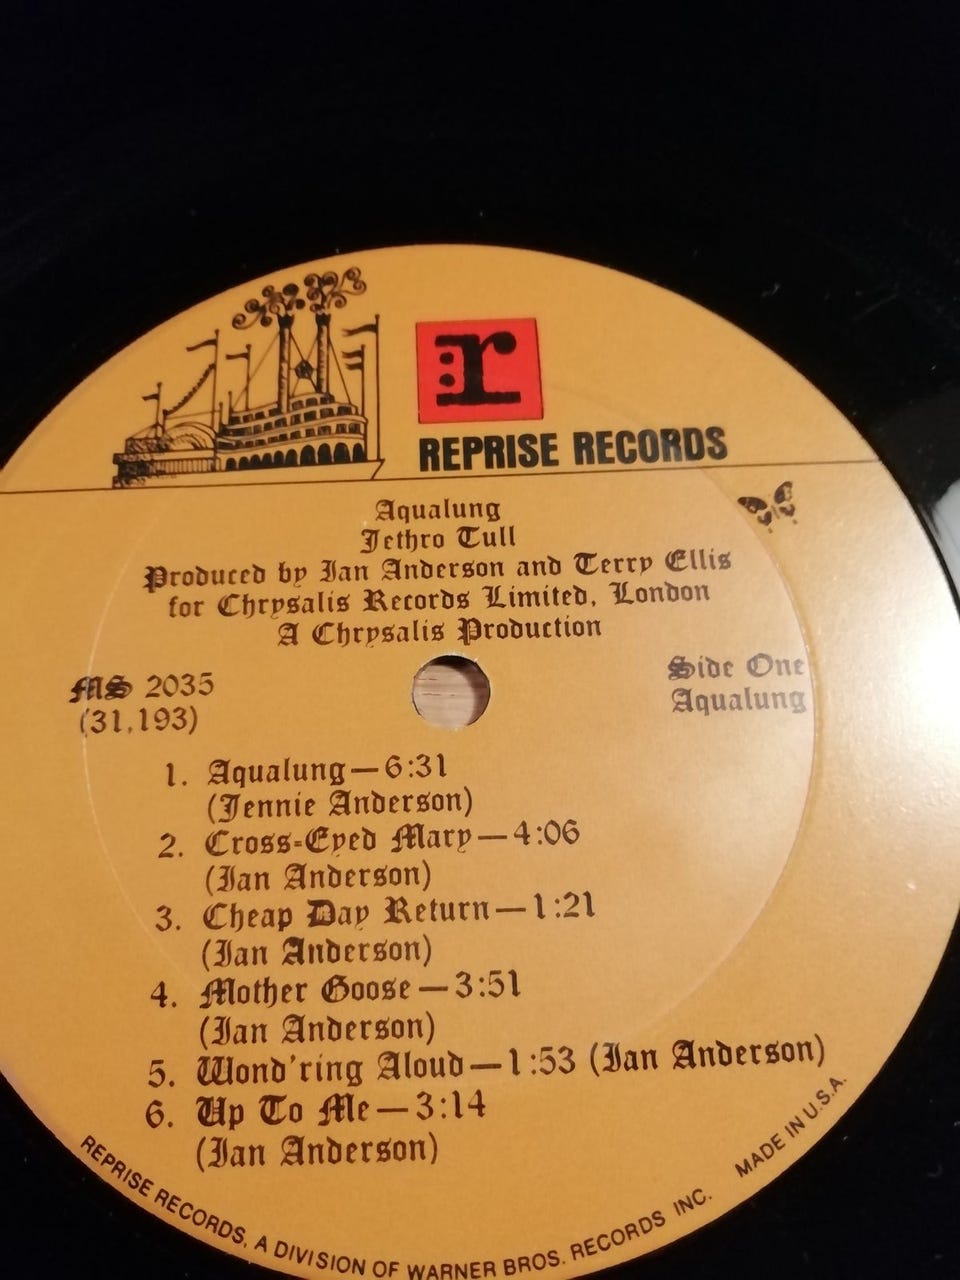 r
REPRISE RECORDS
Aqualung
Jethro Tull
Produced by Ian Anderson and Terry Ellis
for Chrysalis Records Limited, London
A Chrysalis Production
MS 2035
(31,193)
Side One
Aqualung
1. Aqualung—6:31
(Jennie Anderson)
2. Cross-Eyed Mary—4:06
(Ian Anderson)
3. Cheap Day Return—1:21
(Ian Anderson)
4. Mother Goose—3:51
(Ian Anderson)
5. Wond'ring Aloud—1:53 (Ian Anderson)
6. Up To Me—3:14
(Ian Anderson)
REPRISE RECORDS, A DIVISION OF WARNER BROS. RECORDS INC. MADE IN U.S.A.